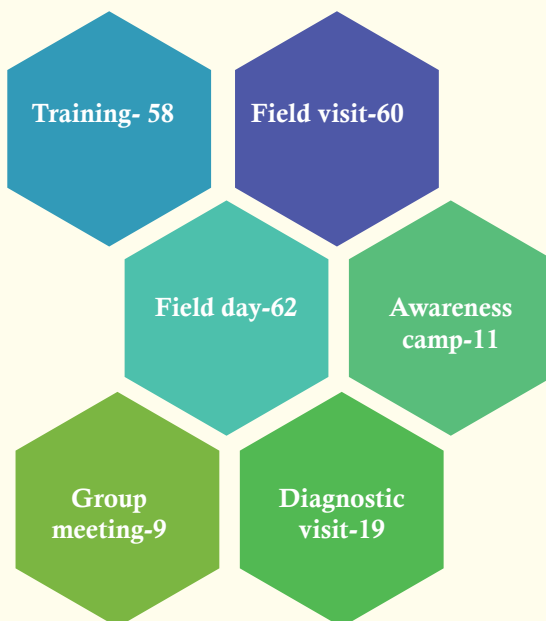 Training- 58
Field visit-60
Field day-62
Awareness
camp-11
Group
meeting-9
Diagnostic
visit-19